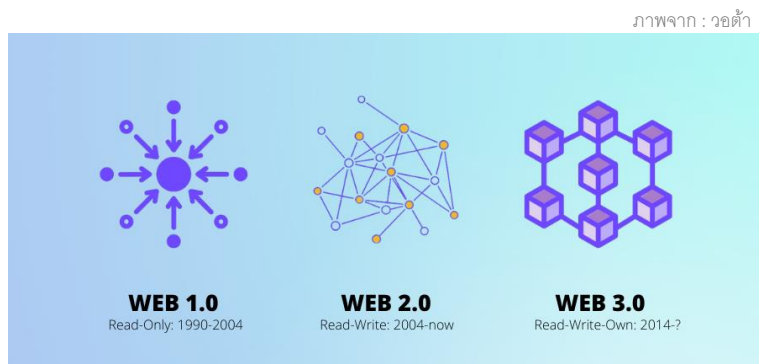 ภาพจาก : วอต้า
WEB 1.0
Read-Only: 1990-2004
WEB 2.0
Read-Write: 2004-now
WEB 3.0
Read-Write-Own: 2014-?